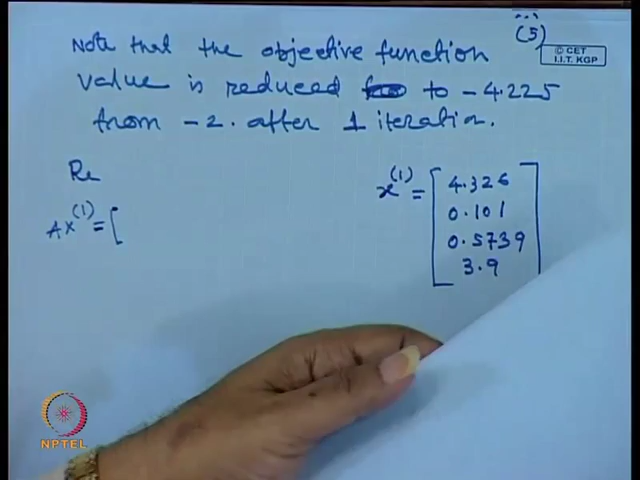 (5)
© CET
I.I.T. KGP
Note that the objective function
value is reduced to -4.225
from -2. after 1 iteration.
Re
x^(1) = [ 4.326
0.101
0.5739
3.9 ]
Ax^(1) = [
NPTEL